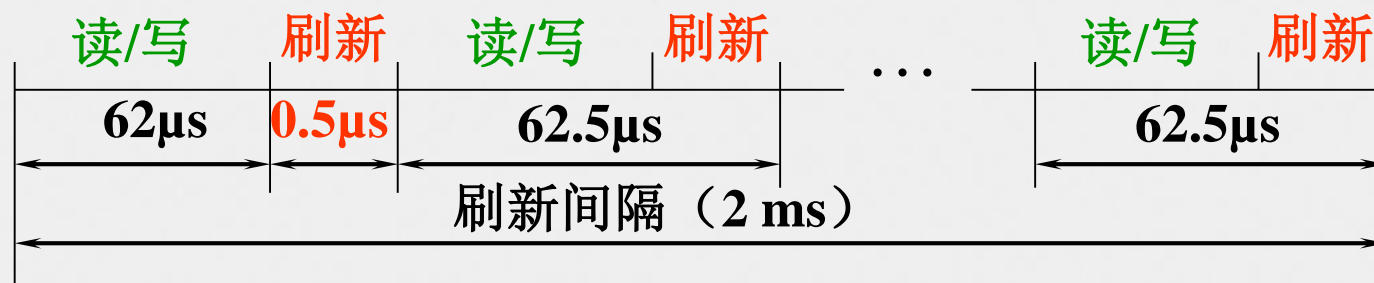 读/写 刷新 读/写 刷新 … 读/写 刷新
62μs 0.5μs 62.5μs 62.5μs
刷新间隔（2 ms）